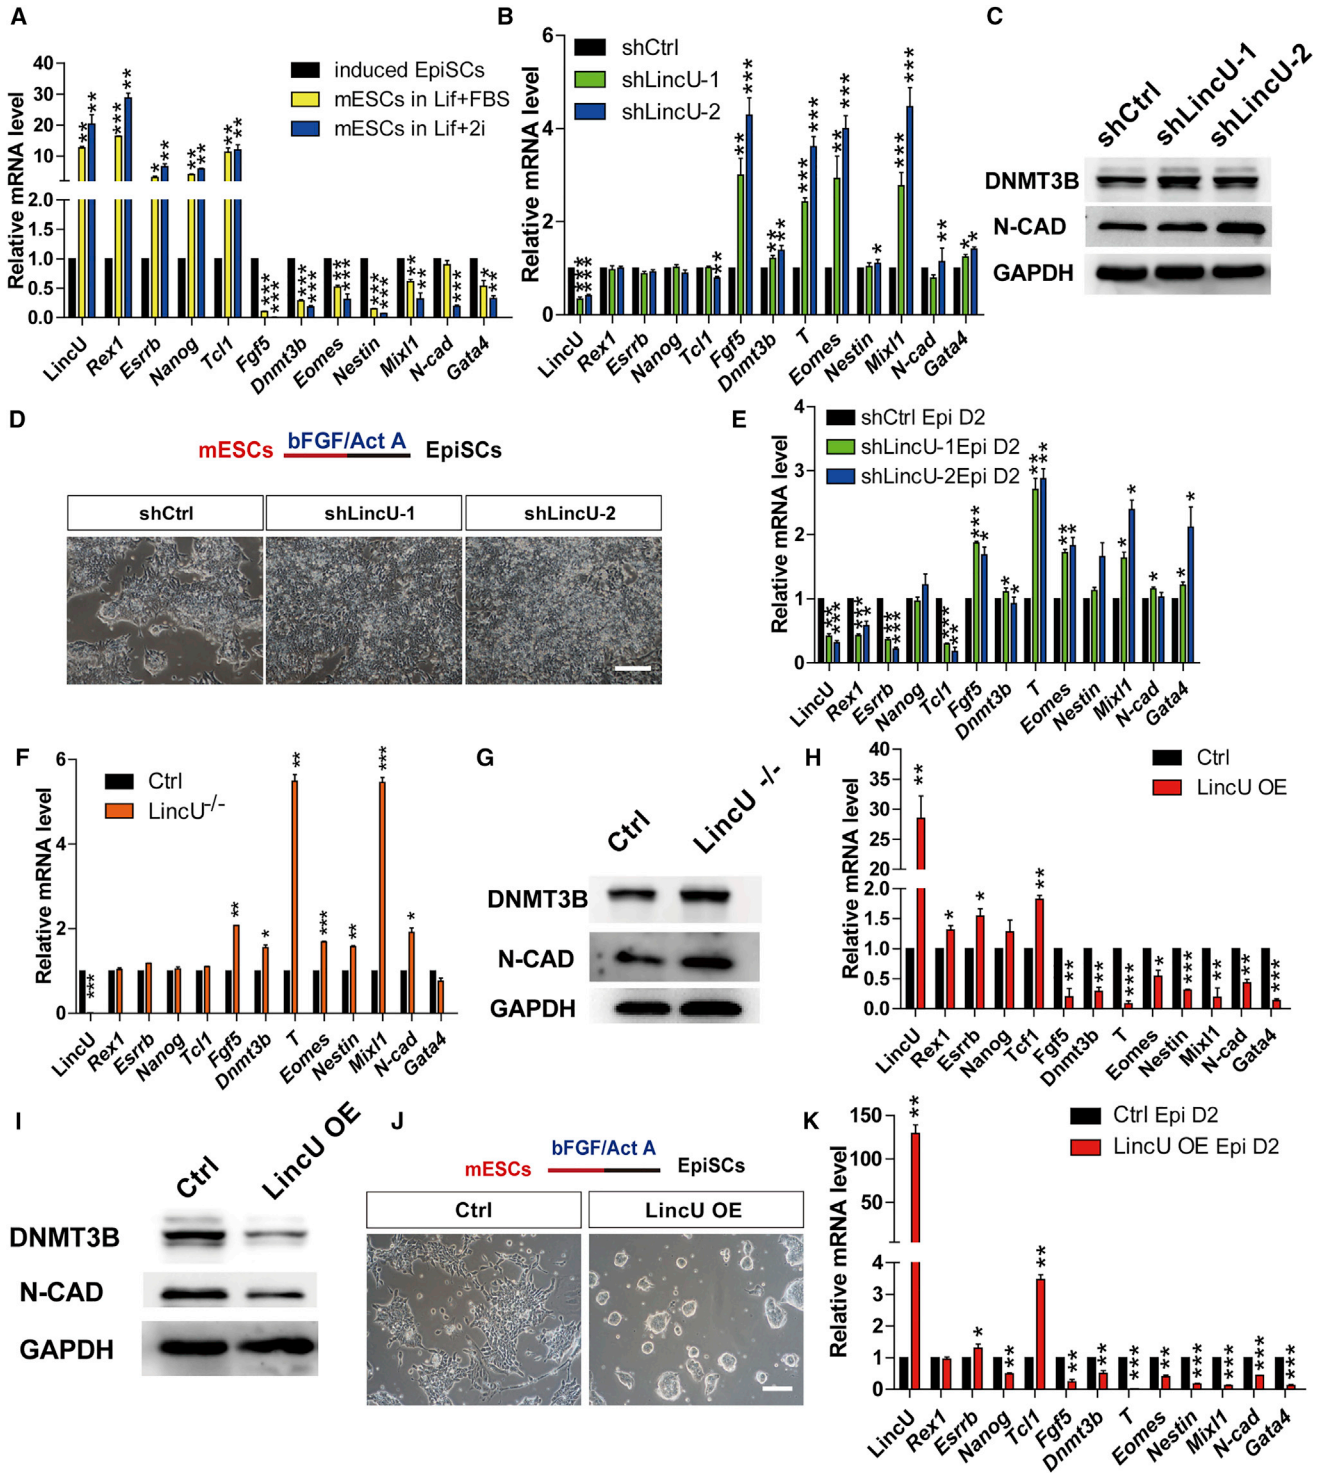 A
Relative mRNA level
40
30
20
10
2.0
1.5
1.0
0.5
0.0
induced EpiSCs
mESCs in Lif+FBS
mESCs in Lif+2i
LincU Rex1 Esrrb Nanog Tcl1 Fgf5 Dnmt3b Eomes Nestin Mixl1 N-cad Gata4
B
Relative mRNA level
6
4
2
0
shCtrl
shLincU-1
shLincU-2
LincU Rex1 Esrrb Nanog Tcl1 Fgf5 Dnmt3b T Eomes Nestin Mixl1 N-cad Gata4
C
shCtrl shLincU-1 shLincU-2
DNMT3B
N-CAD
GAPDH
D
mESCs bFGF/Act A EpiSCs
shCtrl shLincU-1 shLincU-2
E
Relative mRNA level
4
3
2
1
0
shCtrl Epi D2
shLincU-1Epi D2
shLincU-2Epi D2
LincU Rex1 Esrrb Nanog Tcl1 Fgf5 Dnmt3b T Eomes Nestin Mixl1 N-cad Gata4
F
Relative mRNA level
6
4
2
0
Ctrl
LincU-/-
LincU Rex1 Esrrb Nanog Tcl1 Fgf5 Dnmt3b T Eomes Nestin Mixl1 N-cad Gata4
G
Ctrl LincU -/-
DNMT3B
N-CAD
GAPDH
H
Relative mRNA level
40
35
30
25
20
2.0
1.5
1.0
0.5
0.0
Ctrl
LincU OE
LincU Rex1 Esrrb Nanog Tcf1 Fgf5 Dnmt3b T Eomes Nestin Mixl1 N-cad Gata4
I
Ctrl LincU OE
DNMT3B
N-CAD
GAPDH
J
mESCs bFGF/Act A EpiSCs
Ctrl LincU OE
K
Relative mRNA level
150
100
50
4
3
2
1
0
Ctrl Epi D2
LincU OE Epi D2
LincU Rex1 Esrrb Nanog Tcl1 Fgf5 Dnmt3b T Eomes Nestin Mixl1 N-cad Gata4